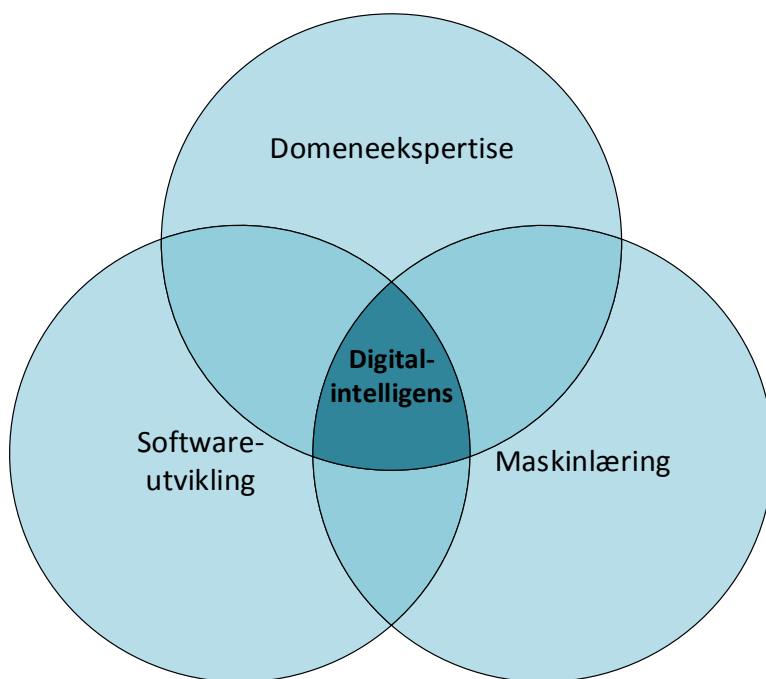 Domeneekspertise
Digital-
intelligens
Software-
utvikling
Maskinlæring